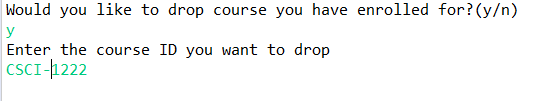 Would you like to drop course you have enrolled for?(y/n)
y
Enter the course ID you want to drop
CSCI-1222